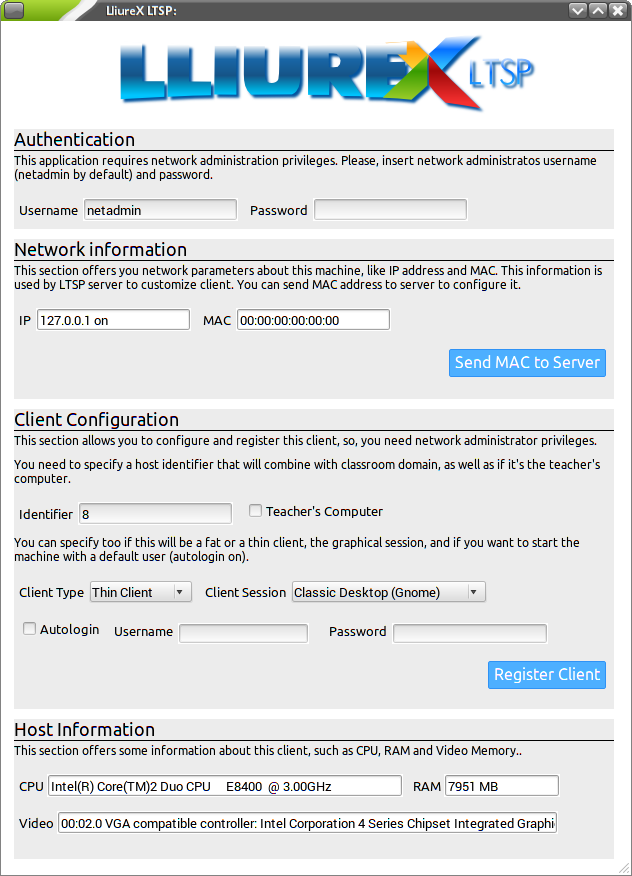 LliureX LTSP:
LLIUREX LTSP
Authentication
This application requires network administration privileges. Please, insert network administratos username
(netadmin by default) and password.
Username netadmin Password
Network information
This section offers you network parameters about this machine, like IP address and MAC. This information is
used by LTSP server to customize client. You can send MAC address to server to configure it.
IP 127.0.0.1 on MAC 00:00:00:00:00:00
Send MAC to Server
Client Configuration
This section allows you to configure and register this client, so, you need network administrator privileges.
You need to specify a host identifier that will combine with classroom domain, as well as if it's the teacher's
computer.
Identifier 8 Teacher's Computer
You can specify too if this will be a fat or a thin client, the graphical session, and if you want to start the
machine with a default user (autologin on).
Client Type Thin Client Client Session Classic Desktop (Gnome)
Autologin Username Password
Register Client
Host Information
This section offers some information about this client, such as CPU, RAM and Video Memory..
CPU Intel(R) Core(TM)2 Duo CPU E8400 @ 3.00GHz RAM 7951 MB
Video 00:02.0 VGA compatible controller: Intel Corporation 4 Series Chipset Integrated Graphi